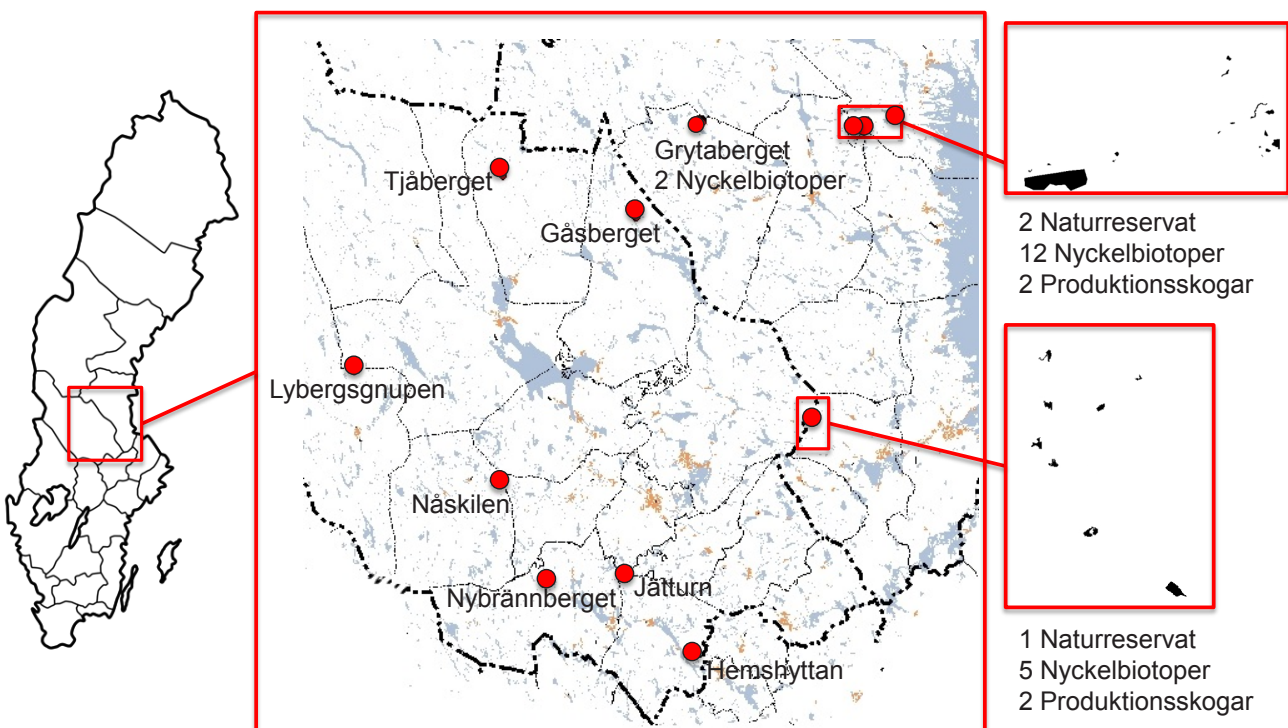 Grytaberget
2 Nyckelbiotoper
Tjåberget
Gåsberget
Lybergsgnupen
Nåskilen
Nybrännberget
Jätturn
Hemshyttan
2 Naturreservat
12 Nyckelbiotoper
2 Produktionsskogar
1 Naturreservat
5 Nyckelbiotoper
2 Produktionsskogar